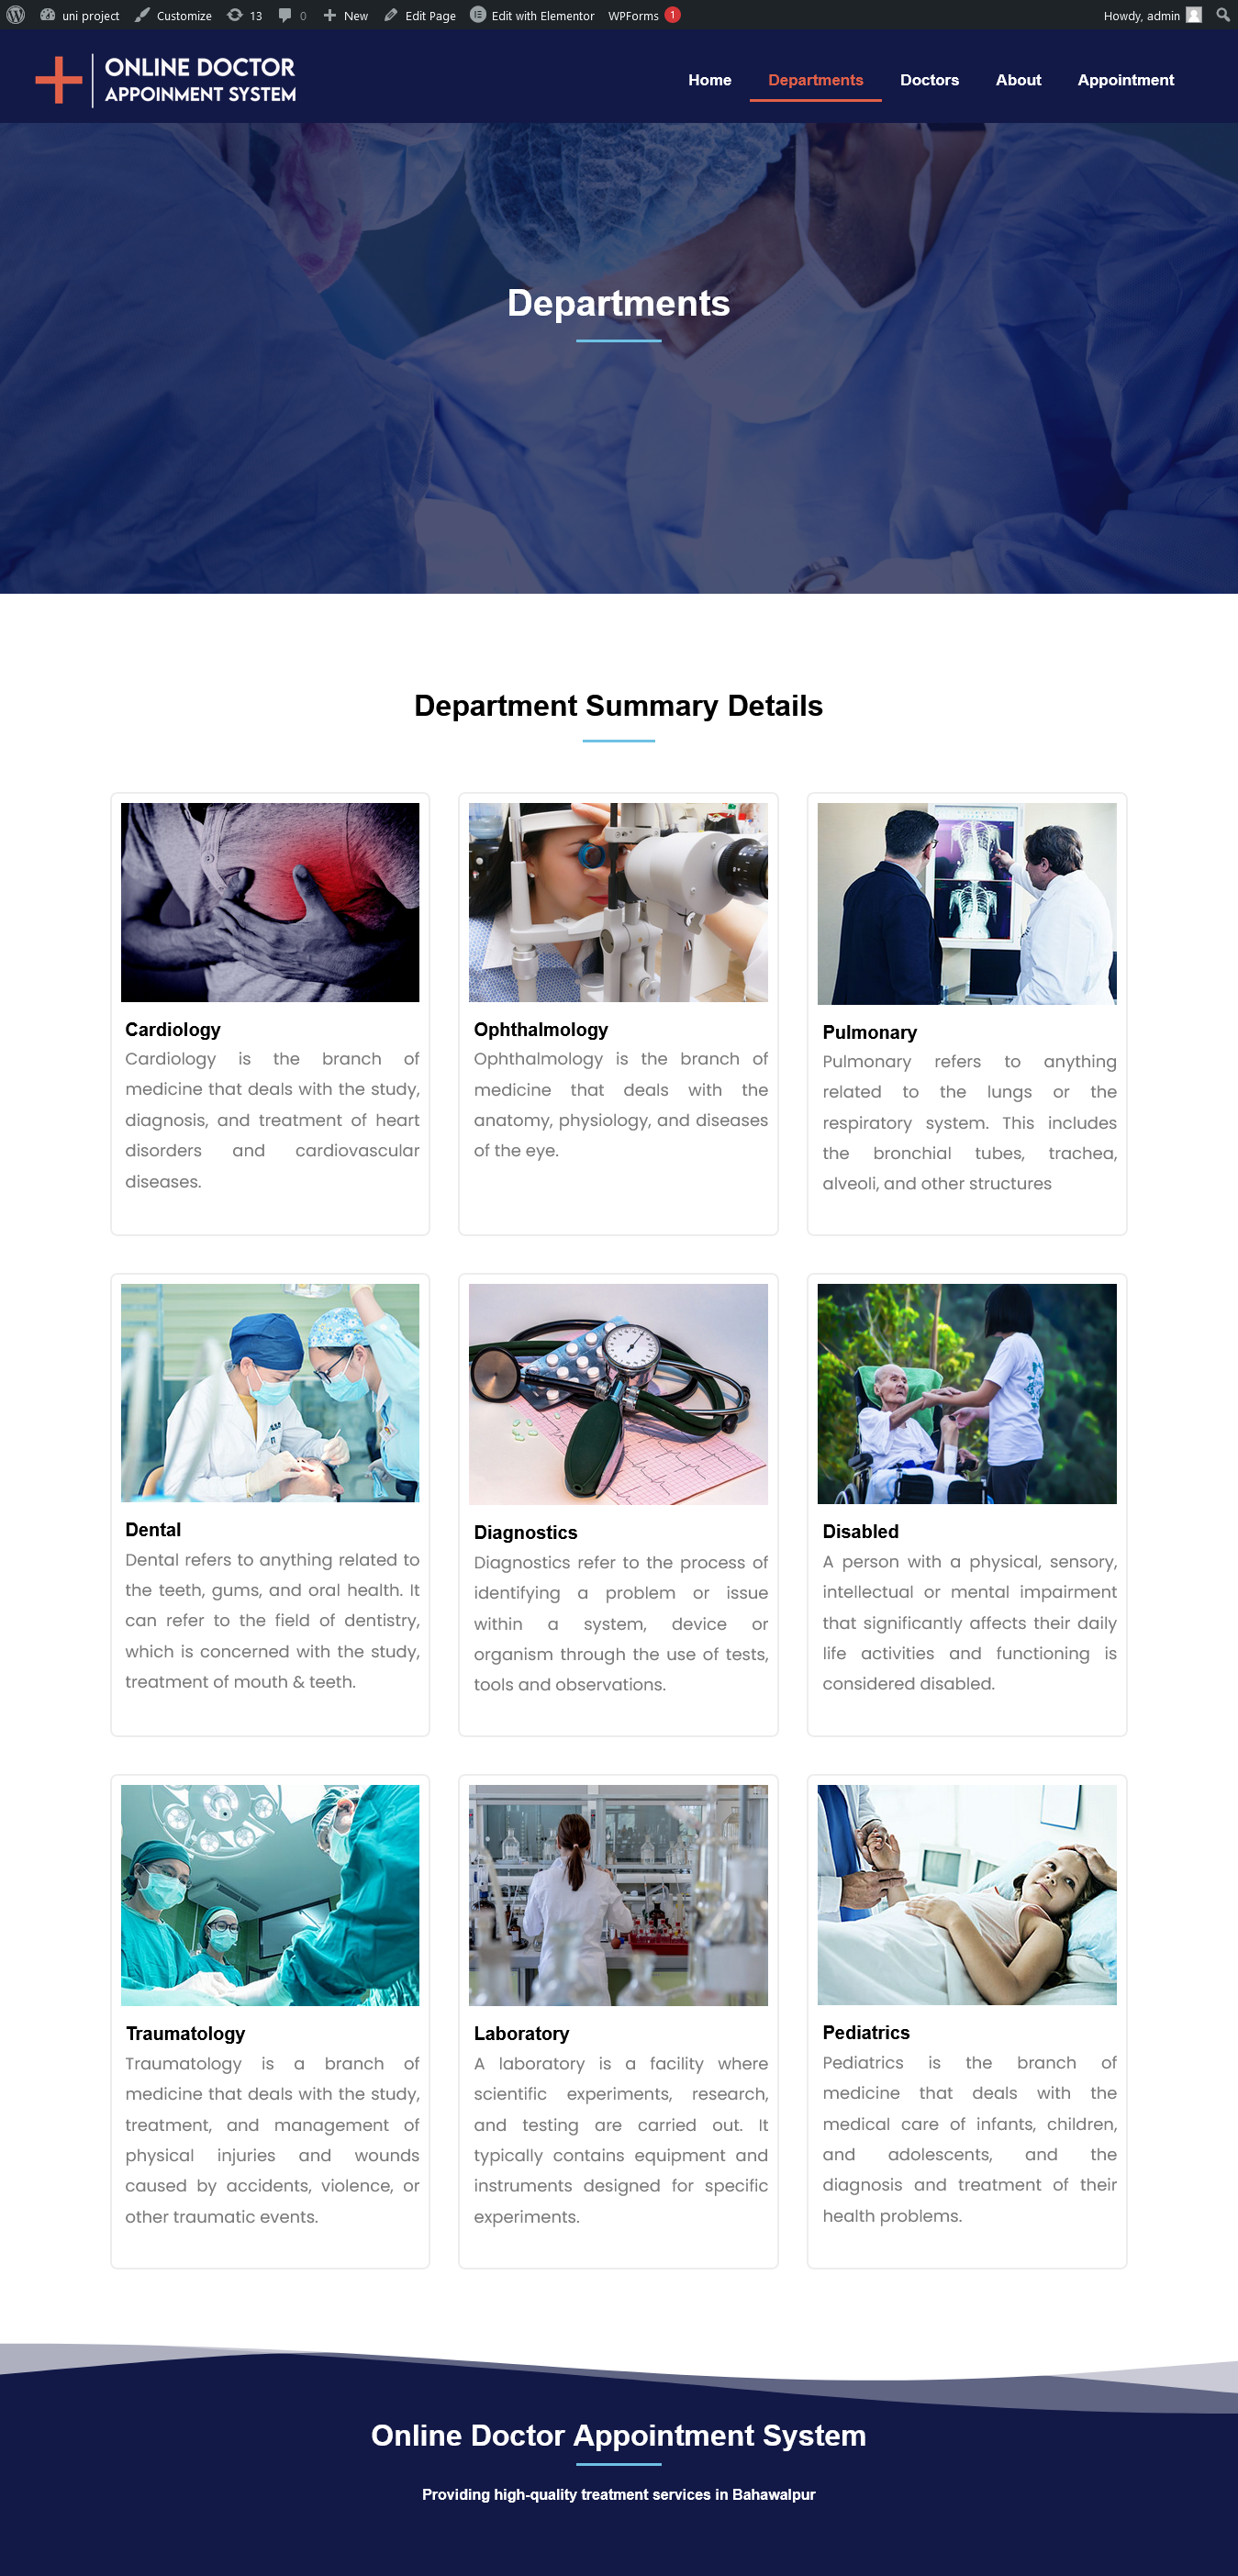 uni project Customize 13 0 New Edit Page Edit with Elementor WPForms 1 Howdy, admin
ONLINE DOCTOR
APPOINMENT SYSTEM
Home Departments Doctors About Appointment
Departments
Department Summary Details
Cardiology
Cardiology is the branch of
medicine that deals with the study,
diagnosis, and treatment of heart
disorders and cardiovascular
diseases.
Ophthalmology
Ophthalmology is the branch of
medicine that deals with the
anatomy, physiology, and diseases
of the eye.
Pulmonary
Pulmonary refers to anything
related to the lungs or the
respiratory system. This includes
the bronchial tubes, trachea,
alveoli, and other structures
Dental
Dental refers to anything related to
the teeth, gums, and oral health. It
can refer to the field of dentistry,
which is concerned with the study,
treatment of mouth & teeth.
Diagnostics
Diagnostics refer to the process of
identifying a problem or issue
within a system, device or
organism through the use of tests,
tools and observations.
Disabled
A person with a physical, sensory,
intellectual or mental impairment
that significantly affects their daily
life activities and functioning is
considered disabled.
Traumatology
Traumatology is a branch of
medicine that deals with the study,
treatment, and management of
physical injuries and wounds
caused by accidents, violence, or
other traumatic events.
Laboratory
A laboratory is a facility where
scientific experiments, research,
and testing are carried out. It
typically contains equipment and
instruments designed for specific
experiments.
Pediatrics
Pediatrics is the branch of
medicine that deals with the
medical care of infants, children,
and adolescents, and the
diagnosis and treatment of their
health problems.
Online Doctor Appointment System
Providing high-quality treatment services in Bahawalpur